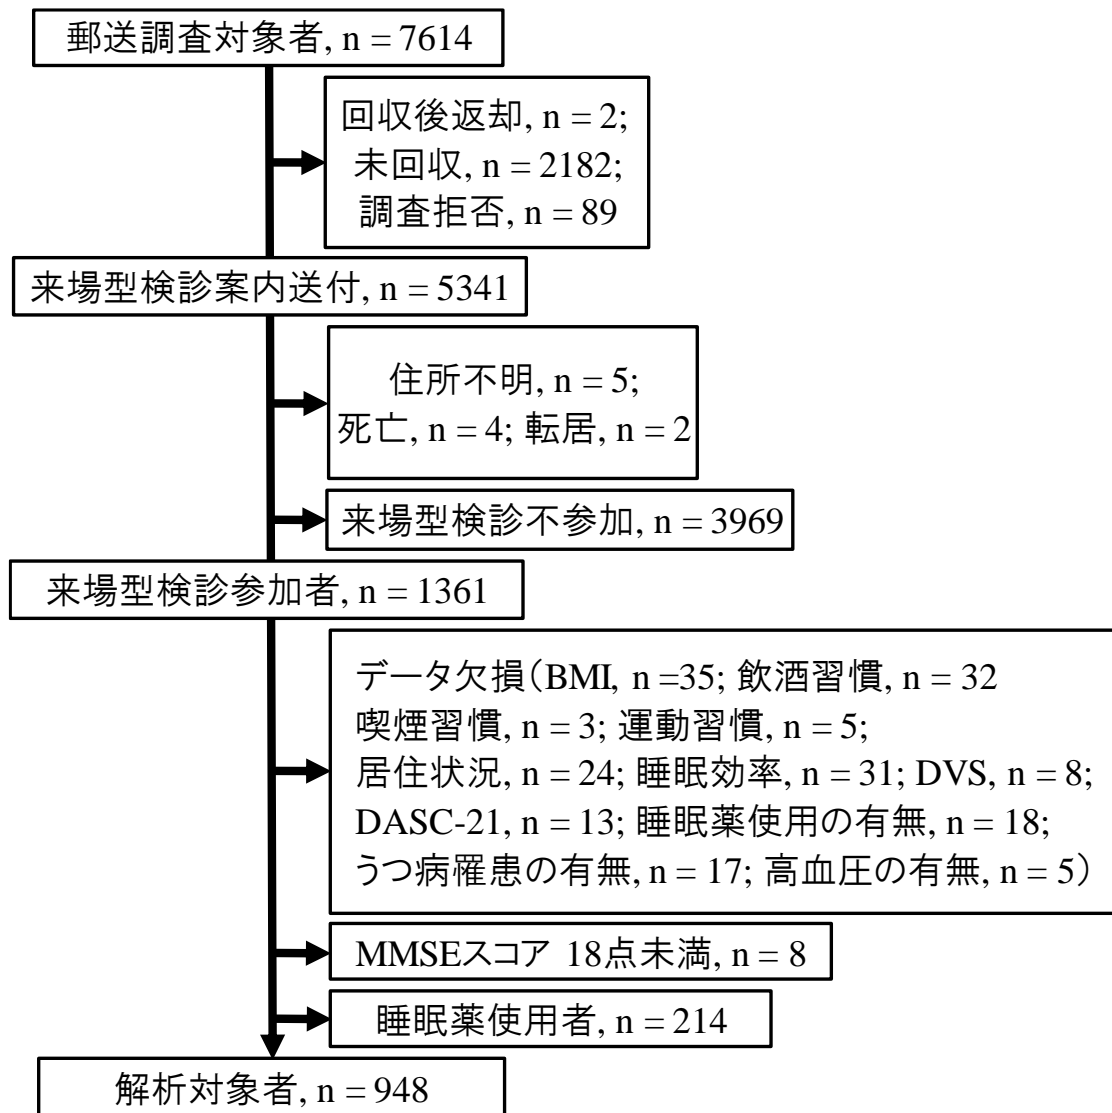 郵送調査対象者, n = 7614
回収後返却, n = 2;
未回収, n = 2182;
調査拒否, n = 89
来場型検診案内送付, n = 5341
住所不明, n = 5;
死亡, n = 4; 転居, n = 2
来場型検診不参加, n = 3969
来場型検診参加者, n = 1361
データ欠損（BMI, n =35; 飲酒習慣, n = 32
喫煙習慣, n = 3; 運動習慣, n = 5;
居住状況, n = 24; 睡眠効率, n = 31; DVS, n = 8;
DASC-21, n = 13; 睡眠薬使用の有無, n = 18;
うつ病罹患の有無, n = 17; 高血圧の有無, n = 5）
MMSEスコア 18点未満, n = 8
睡眠薬使用者, n = 214
解析対象者, n = 948